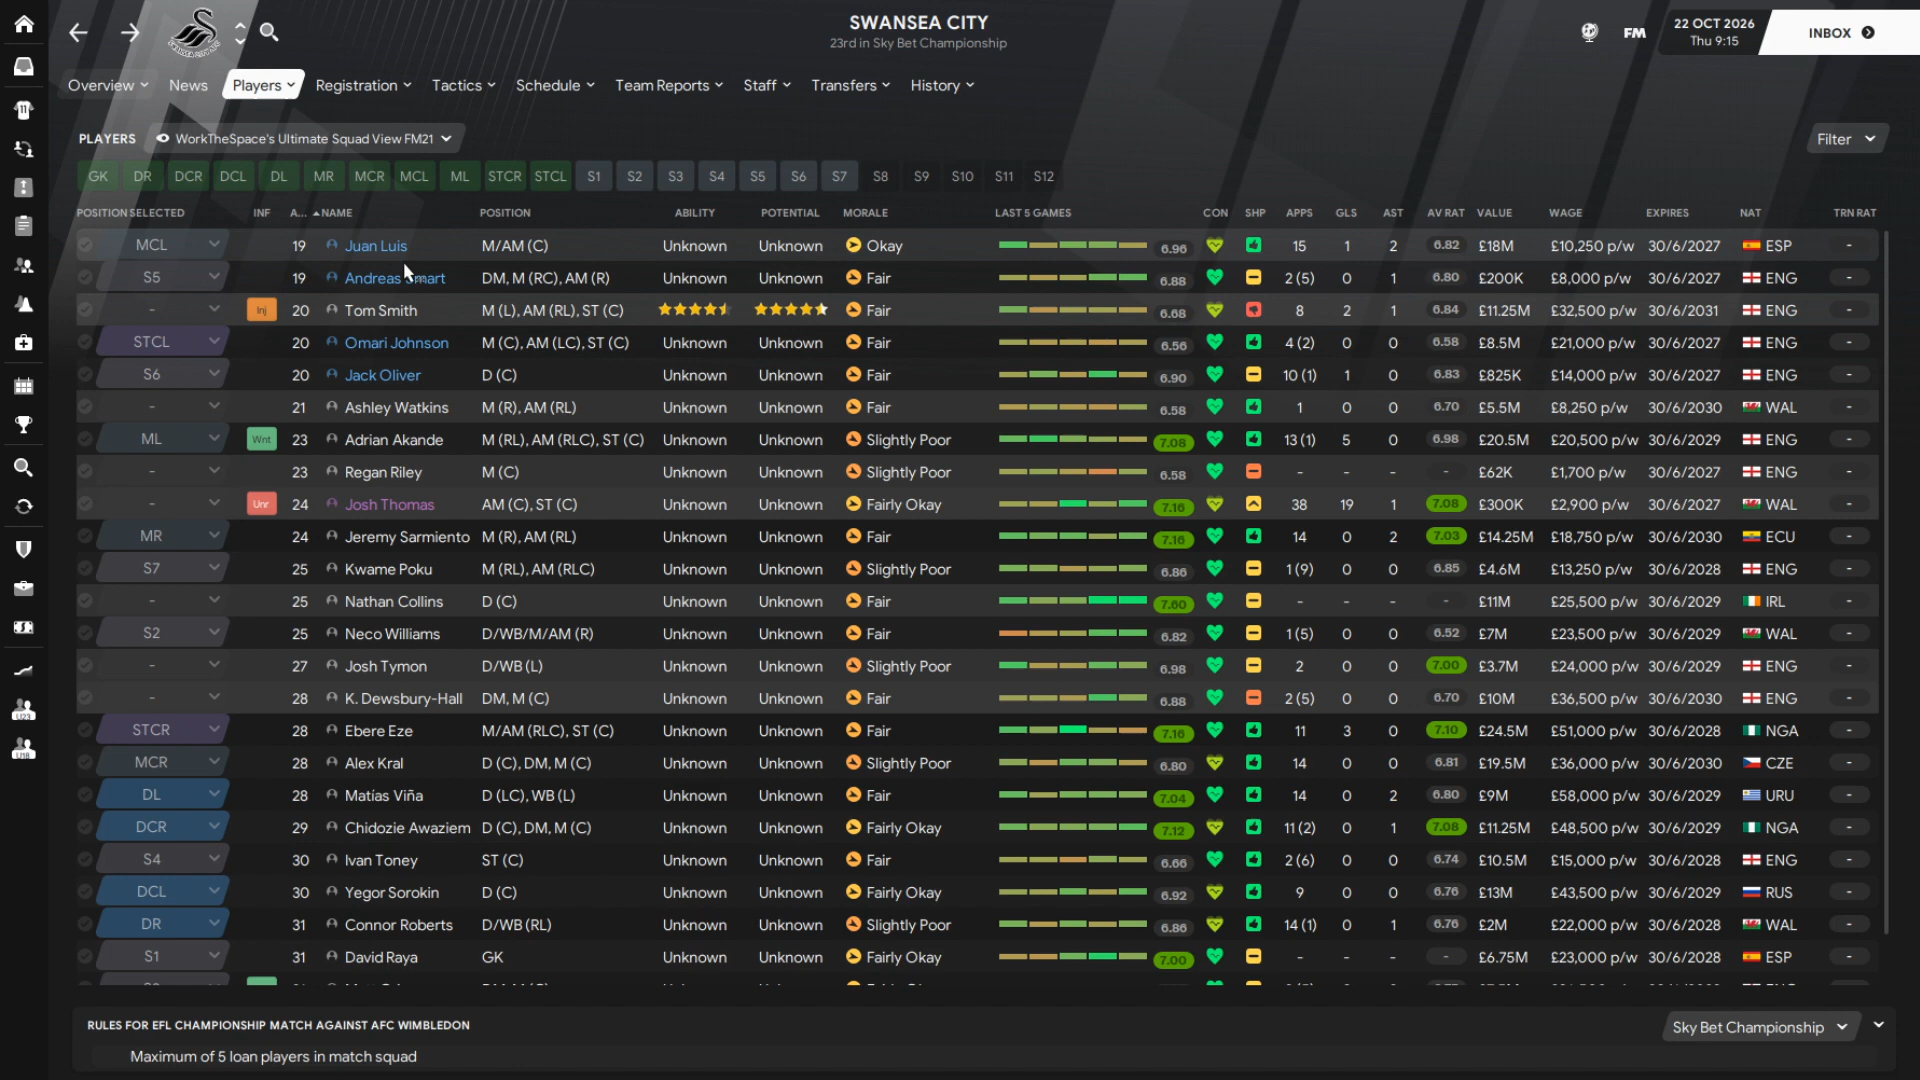 SWANSEA CITY
23rd in Sky Bet Championship
FM
22 OCT 2026
Thu 9:15
INBOX
Overview News Players Registration Tactics Schedule Team Reports Staff Transfers History
PLAYERS WorkTheSpace's Ultimate Squad View FM21 Filter
GK DR DCR DCL DL MR MCR MCL ML STCR STCL S1 S2 S3 S4 S5 S6 S7 S8 S9 S10 S11 S12
POSITION SELECTED INF A... NAME POSITION ABILITY POTENTIAL MORALE LAST 5 GAMES CON SHP APPS GLS AST AV RAT VALUE WAGE EXPIRES NAT TRN RAT
MCL 19 Juan Luis M/AM (C) Unknown Unknown Okay 6.96 15 1 2 6.82 £18M £10,250 p/w 30/6/2027 ESP -
S5 19 Andreas Smart DM, M (RC), AM (R) Unknown Unknown Fair 6.88 2 (5) 0 1 6.80 £200K £8,000 p/w 30/6/2027 ENG -
- Inj 20 Tom Smith M (L), AM (RL), ST (C) Fair 6.68 8 2 1 6.84 £11.25M £32,500 p/w 30/6/2031 ENG -
STCL 20 Omari Johnson M (C), AM (LC), ST (C) Unknown Unknown Fair 6.56 4 (2) 0 0 6.58 £8.5M £21,000 p/w 30/6/2027 ENG -
S6 20 Jack Oliver D (C) Unknown Unknown Fair 6.90 10 (1) 1 0 6.83 £825K £14,000 p/w 30/6/2027 ENG -
- 21 Ashley Watkins M (R), AM (RL) Unknown Unknown Fair 6.58 1 0 0 6.70 £5.5M £8,250 p/w 30/6/2030 WAL -
ML Wnt 23 Adrian Akande M (RL), AM (RLC), ST (C) Unknown Unknown Slightly Poor 7.08 13 (1) 5 0 6.98 £20.5M £20,500 p/w 30/6/2029 ENG -
- 23 Regan Riley M (C) Unknown Unknown Slightly Poor 6.58 - - - - £62K £1,700 p/w 30/6/2027 ENG -
- Unr 24 Josh Thomas AM (C), ST (C) Unknown Unknown Fairly Okay 7.16 38 19 1 7.08 £300K £2,900 p/w 30/6/2027 WAL -
MR 24 Jeremy Sarmiento M (R), AM (RL) Unknown Unknown Fair 7.16 14 0 2 7.03 £14.25M £18,750 p/w 30/6/2030 ECU -
S7 25 Kwame Poku M (RL), AM (RLC) Unknown Unknown Slightly Poor 6.86 1 (9) 0 0 6.85 £4.6M £13,250 p/w 30/6/2028 ENG -
- 25 Nathan Collins D (C) Unknown Unknown Fair 7.60 - - - - £11M £25,500 p/w 30/6/2029 IRL -
S2 25 Neco Williams D/WB/M/AM (R) Unknown Unknown Fair 6.82 1 (5) 0 0 6.52 £7M £23,500 p/w 30/6/2029 WAL -
- 27 Josh Tymon D/WB (L) Unknown Unknown Slightly Poor 6.98 2 0 0 7.00 £3.7M £24,000 p/w 30/6/2029 ENG -
- 28 K. Dewsbury-Hall DM, M (C) Unknown Unknown Fair 6.88 2 (5) 0 0 6.70 £10M £36,500 p/w 30/6/2030 ENG -
STCR 28 Ebere Eze M/AM (RLC), ST (C) Unknown Unknown Fair 7.16 11 3 0 7.10 £24.5M £51,000 p/w 30/6/2028 NGA -
MCR 28 Alex Kral D (C), DM, M (C) Unknown Unknown Slightly Poor 6.80 14 0 0 6.81 £19.5M £36,000 p/w 30/6/2030 CZE -
DL 28 Matías Viña D (LC), WB (L) Unknown Unknown Fair 7.04 14 0 2 6.80 £9M £58,000 p/w 30/6/2029 URU -
DCR 29 Chidozie Awaziem D (C), DM, M (C) Unknown Unknown Fairly Okay 7.12 11 (2) 0 1 7.08 £11.25M £48,500 p/w 30/6/2029 NGA -
S4 30 Ivan Toney ST (C) Unknown Unknown Fair 6.66 2 (6) 0 0 6.74 £10.5M £15,000 p/w 30/6/2028 ENG -
DCL 30 Yegor Sorokin D (C) Unknown Unknown Fairly Okay 6.92 9 0 0 6.76 £13M £43,500 p/w 30/6/2029 RUS -
DR 31 Connor Roberts D/WB (RL) Unknown Unknown Slightly Poor 6.86 14 (1) 0 1 6.76 £2M £22,000 p/w 30/6/2028 WAL -
S1 31 David Raya GK Unknown Unknown Fairly Okay 7.00 - - - - £6.75M £23,000 p/w 30/6/2028 ESP -
RULES FOR EFL CHAMPIONSHIP MATCH AGAINST AFC WIMBLEDON Sky Bet Championship
Maximum of 5 loan players in match squad